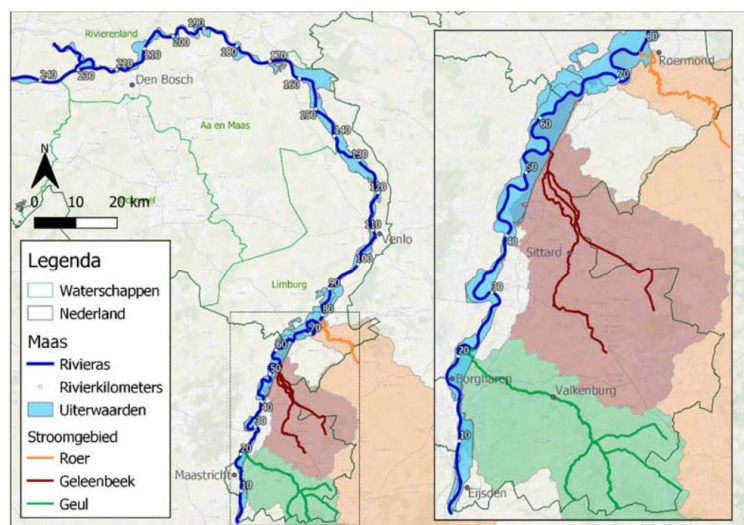 190
Rivierenland
200
180
210
170
240
230
220
160
Den Bosch
150
Aa en Maas
140
130
N
120
0 10 20 km
110
Venlo
100
Legenda
Waterschappen
Nederland
Maas
Rivieras
Rivierkilometers
Uiterwaarden
Stroomgebied
Roer
Geleenbeek
Geul
Limburg
90
80
70
60
50
40
30
20
Maastricht
10
80
Roermond
70
60
50
40
Sittard
30
20
Borgharen
Valkenburg
10
Eijsden